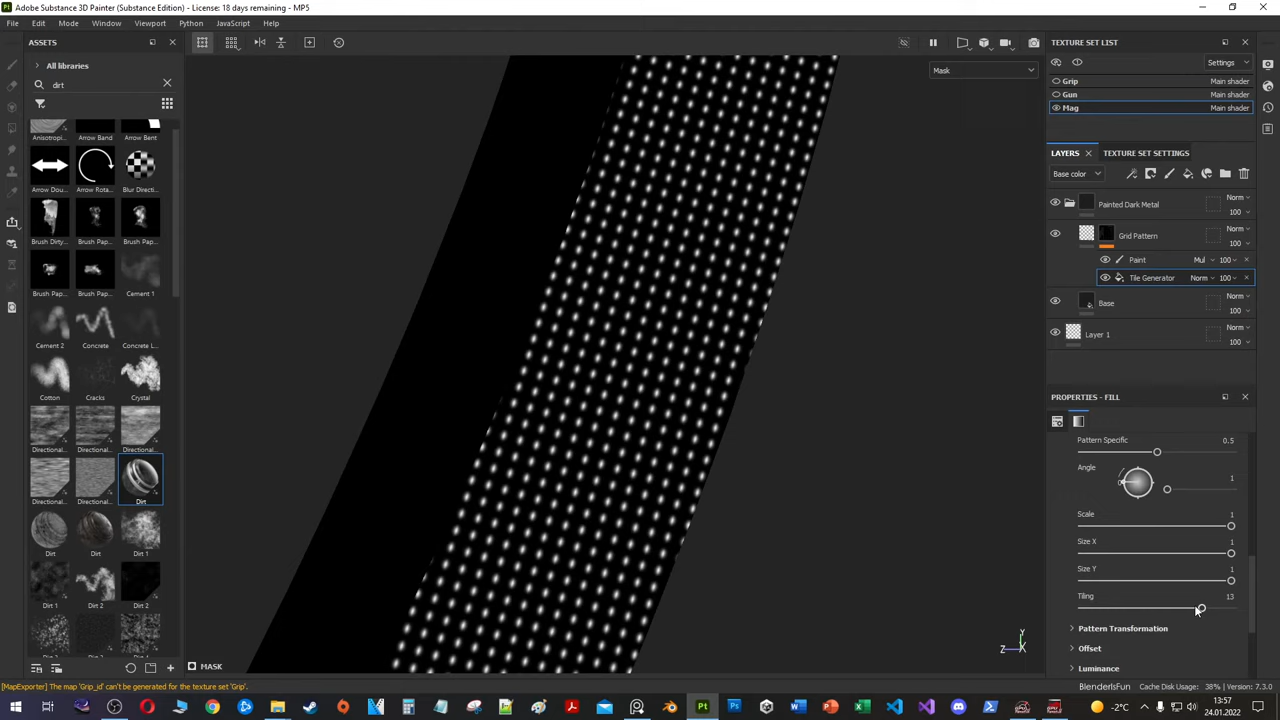 Adobe Substance 3D Painter (Substance Edition) - License: 18 days remaining - MP5
File Edit Mode Window Viewport Python JavaScript Help
ASSETS
All libraries
dirt
Anisotropi... Arrow Band Arrow Bent
Arrow Dou... Arrow Rota... Blur Directi...
Brush Dirty... Brush Pap... Brush Pap...
Brush Pap... Brush Pap... Cement 1
Cement 2 Concrete Concrete L...
Cotton Cracks Crystal
Directional... Directional... Directional...
Directional... Directional... Dirt
Dirt Dirt Dirt 1
Dirt 1 Dirt 2 Dirt 2
Mask
Y
Z X
MASK
TEXTURE SET LIST
Settings
Grip Main shader
Gun Main shader
Mag Main shader
LAYERS TEXTURE SET SETTINGS
Base color
Painted Dark Metal Norm 100
Grid Pattern Norm 100
Paint Mul 100
Tile Generator Norm 100
Base Norm 100
Layer 1 Norm 100
PROPERTIES - FILL
Pattern Specific 0.5
Angle
0 1
Scale 1
Size X 1
Size Y 1
Tiling 13
Pattern Transformation
Offset
Luminance
[MapExporter] The map 'Grip_id' can't be generated for the texture set 'Grip'.
BlenderIsFun Cache Disk Usage: 38% | Version: 7.3.0
-2°C
13:57
24.01.2022